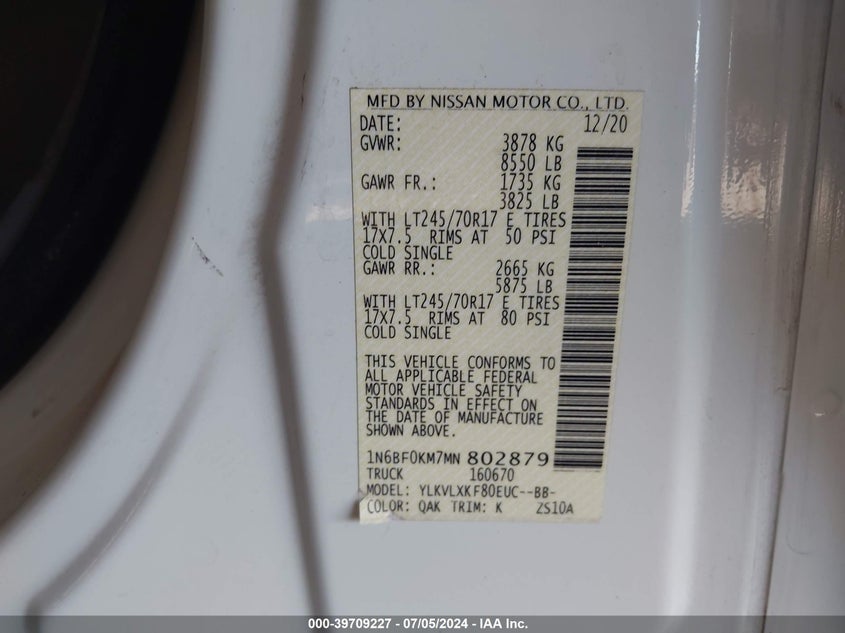 MFD BY NISSAN MOTOR CO., LTD.
DATE: 12/20
GVWR: 3878 KG
8550 LB
GAWR FR.: 1735 KG
3825 LB
WITH LT245/70R17 E TIRES
17X7.5 RIMS AT 50 PSI
COLD SINGLE
GAWR RR.: 2665 KG
5875 LB
WITH LT245/70R17 E TIRES
17X7.5 RIMS AT 80 PSI
COLD SINGLE
THIS VEHICLE CONFORMS TO
ALL APPLICABLE FEDERAL
MOTOR VEHICLE SAFETY
STANDARDS IN EFFECT ON
THE DATE OF MANUFACTURE
SHOWN ABOVE.
1N6BF0KM7MN802879
TRUCK 160670
MODEL: YLKVLXKF80EUC--BB-
COLOR: QAK TRIM: K ZS10A
000-39709227 - 07/05/2024 - IAA Inc.